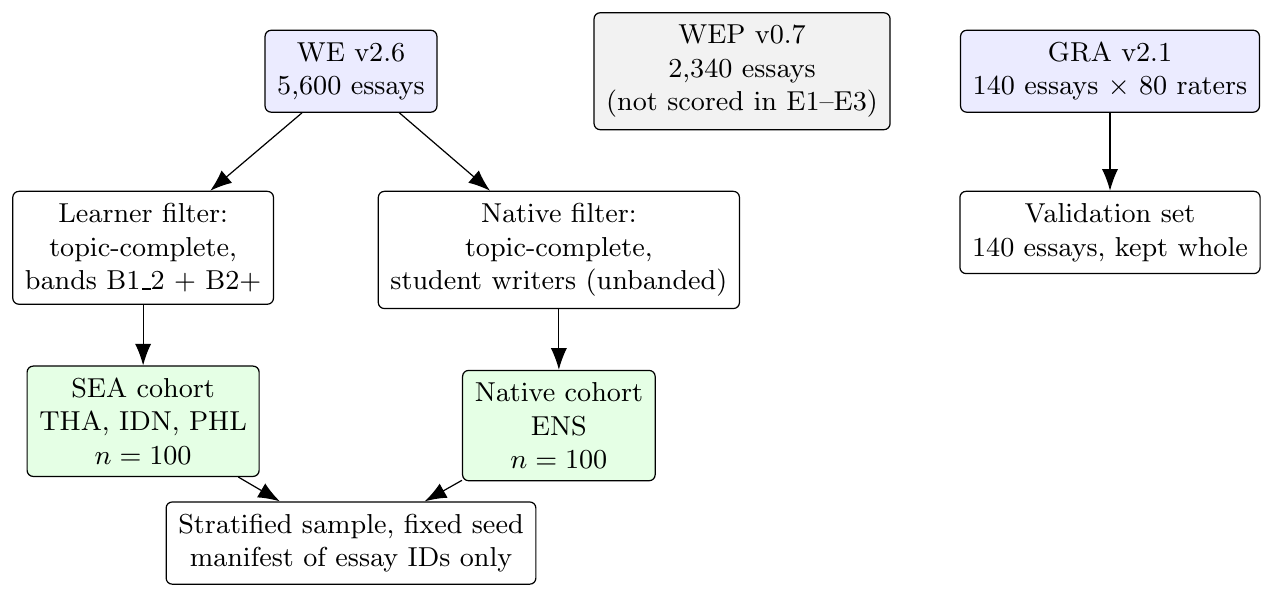 WE v2.6
5,600 essays
WEP v0.7
2,340 essays
(not scored in E1–E3)
GRA v2.1
140 essays × 80 raters
Learner filter:
topic-complete,
bands B1_2 + B2+
Native filter:
topic-complete,
student writers (unbanded)
Validation set
140 essays, kept whole
SEA cohort
THA, IDN, PHL
n = 100
Native cohort
ENS
n = 100
Stratified sample, fixed seed
manifest of essay IDs only